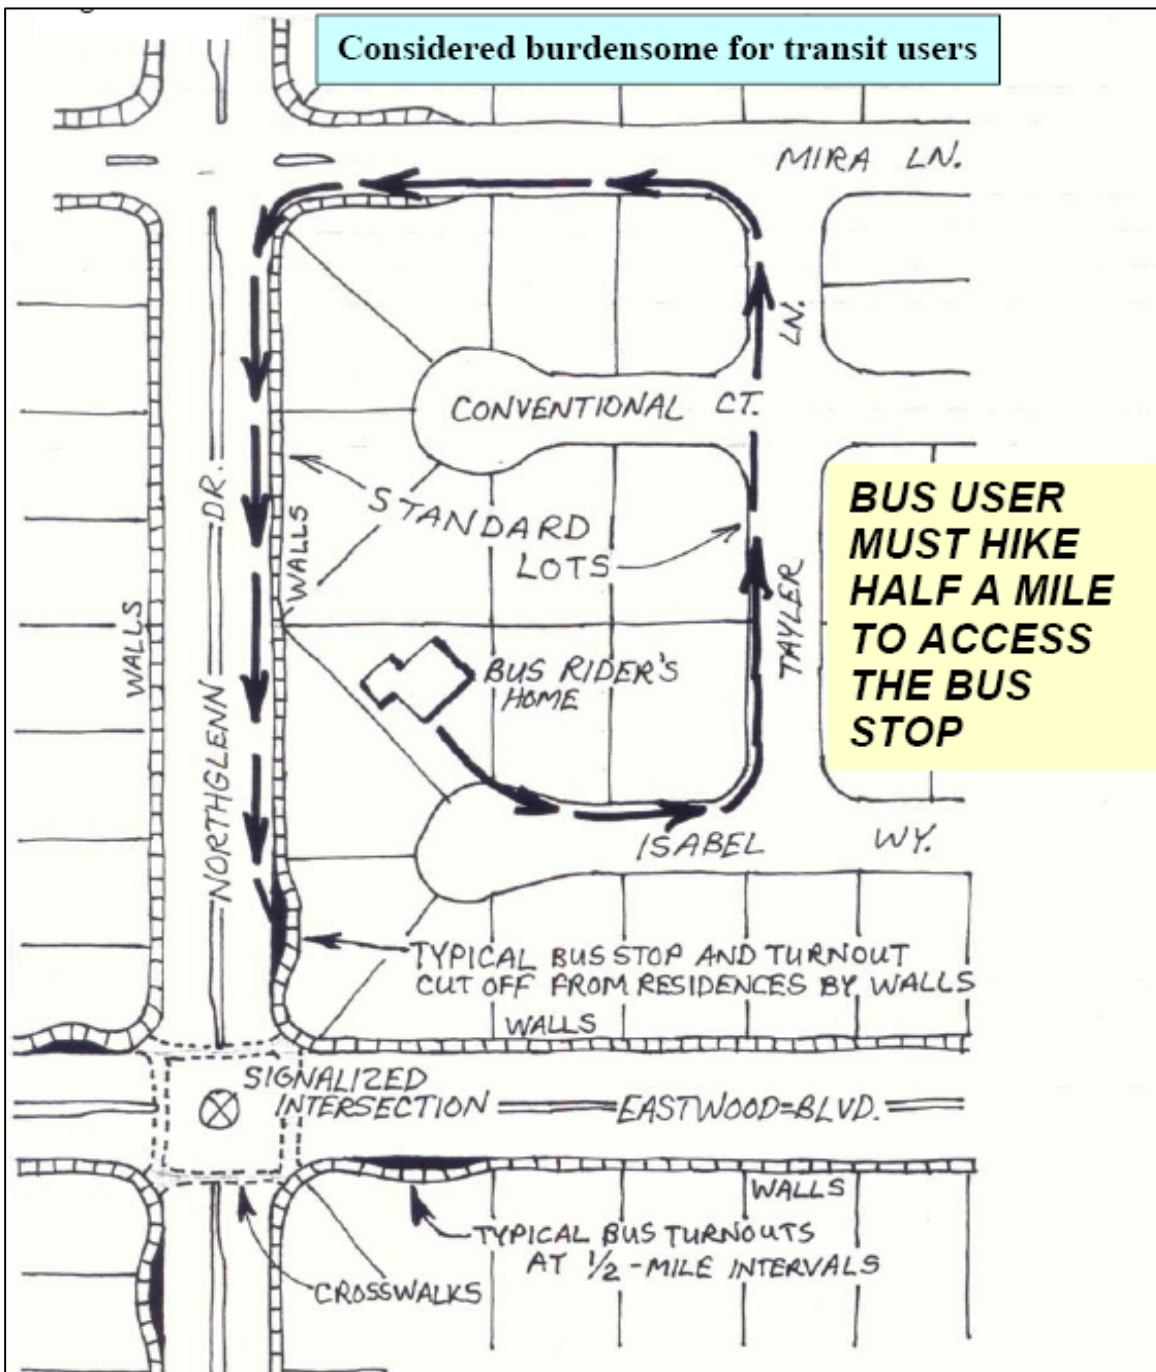 Considered burdensome for transit users
MIRA LN.
LN.
CONVENTIONAL CT.
DR.
STANDARD
LOTS
WALLS
BUS USER
MUST HIKE
HALF A MILE
TO ACCESS
THE BUS
STOP
TAYLER
WALLS
BUS RIDER'S
HOME
NORTHGLENN
ISABEL WY.
TYPICAL BUS STOP AND TURNOUT
CUT OFF FROM RESIDENCES BY WALLS
WALLS
SIGNALIZED
INTERSECTION
EASTWOOD BLVD.
WALLS
TYPICAL BUS TURNOUTS
AT 1/2-MILE INTERVALS
CROSSWALKS